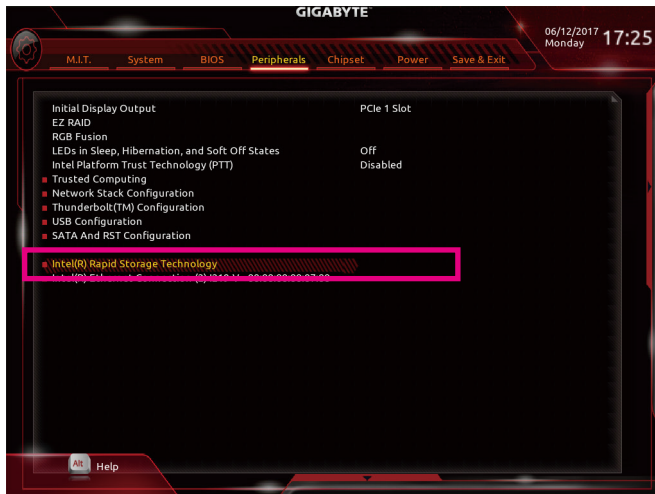 GIGABYTE
06/12/2017 Monday 17:25
M.I.T. System BIOS Peripherals Chipset Power Save & Exit
Initial Display Output PCIe 1 Slot
EZ RAID
RGB Fusion
LEDs in Sleep, Hibernation, and Soft Off States Off
Intel Platform Trust Technology (PTT) Disabled
Trusted Computing
Network Stack Configuration
Thunderbolt(TM) Configuration
USB Configuration
SATA And RST Configuration
Intel(R) Rapid Storage Technology
Intel(R) Ethernet Connection
Alt Help